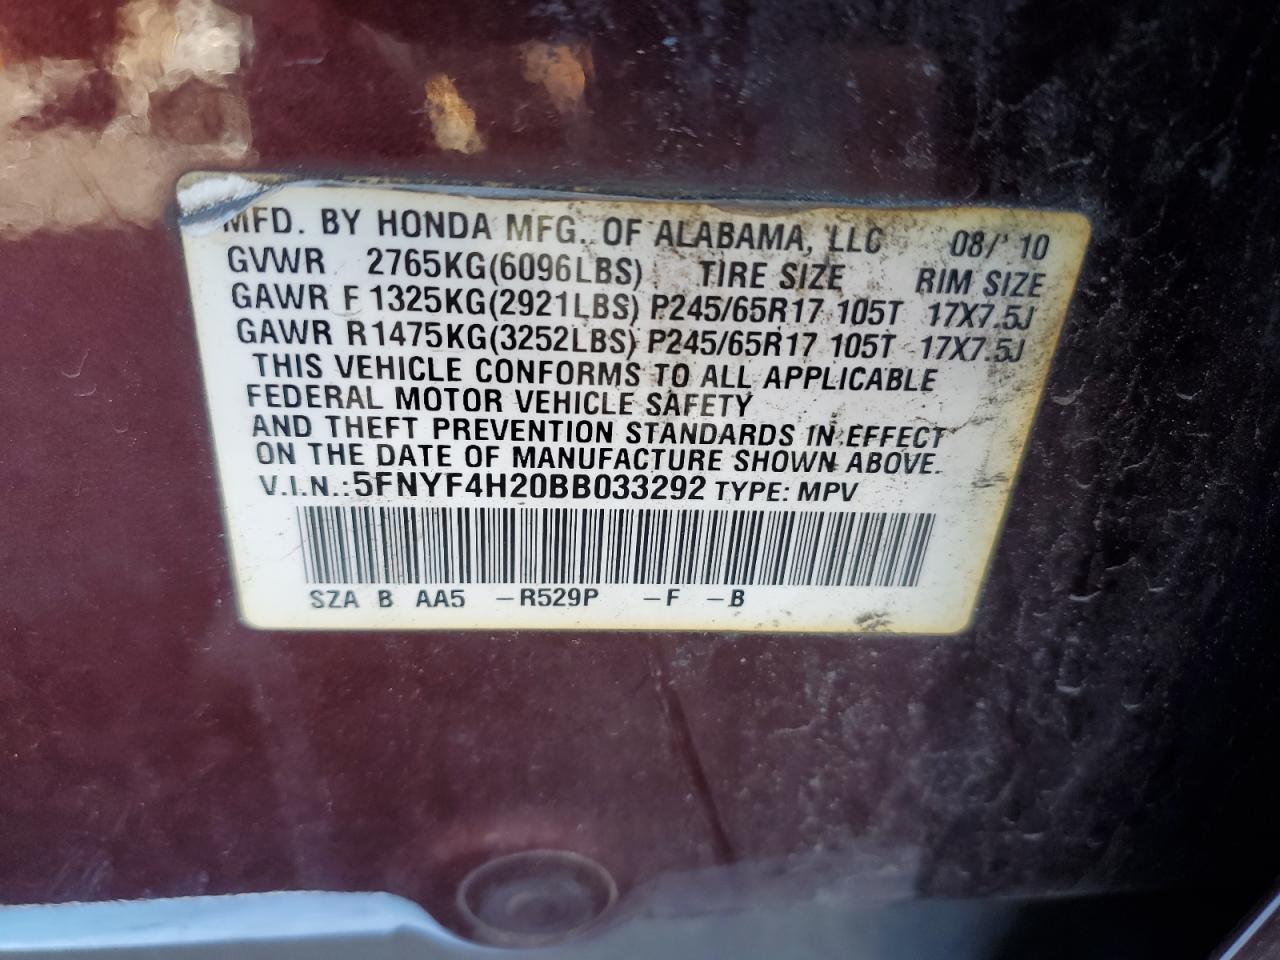 MFD. BY HONDA MFG. OF ALABAMA, LLC 08/'10
GVWR 2765KG(6096LBS) TIRE SIZE RIM SIZE
GAWR F 1325KG(2921LBS) P245/65R17 105T 17X7.5J
GAWR R1475KG(3252LBS) P245/65R17 105T 17X7.5J
THIS VEHICLE CONFORMS TO ALL APPLICABLE
FEDERAL MOTOR VEHICLE SAFETY
AND THEFT PREVENTION STANDARDS IN EFFECT
ON THE DATE OF MANUFACTURE SHOWN ABOVE.
V.I.N.:5FNYF4H20BB033292 TYPE: MPV
SZA B AA5 -R529P -F -B